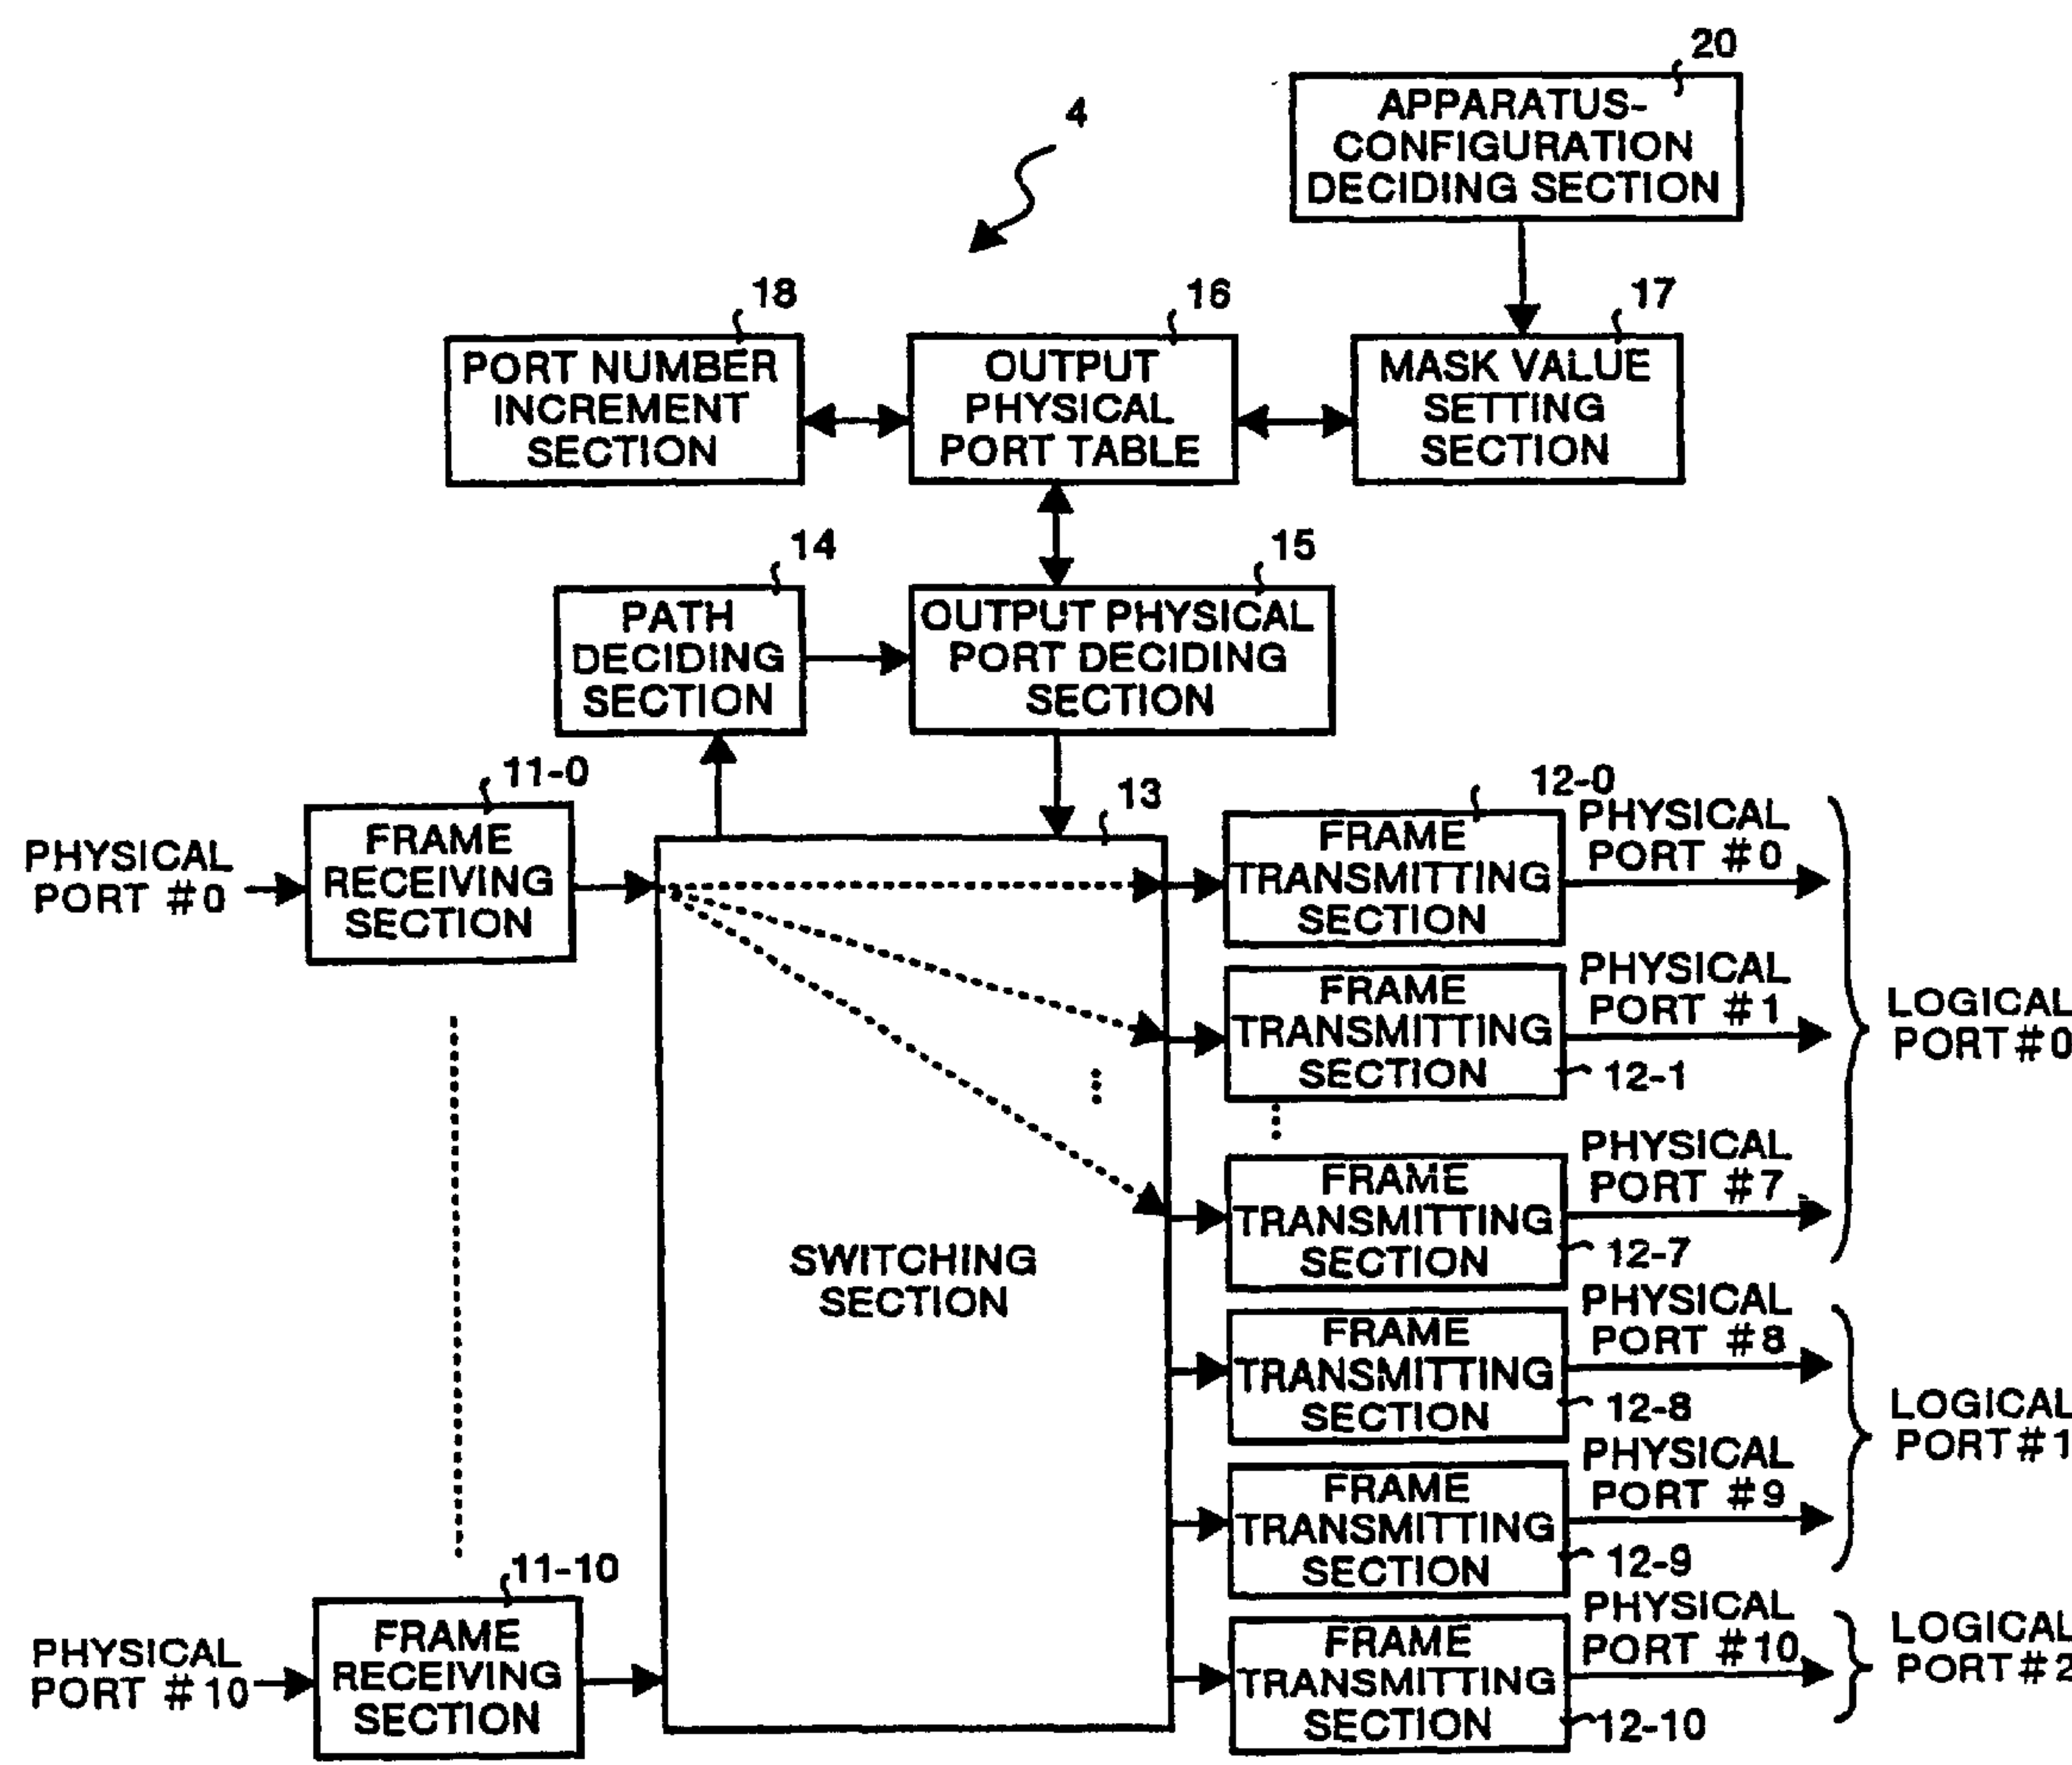 20
APPARATUS-
CONFIGURATION
DECIDING SECTION
4
18
PORT NUMBER
INCREMENT
SECTION
16
OUTPUT
PHYSICAL
PORT TABLE
17
MASK VALUE
SETTING
SECTION
14
PATH
DECIDING
SECTION
15
OUTPUT PHYSICAL
PORT DECIDING
SECTION
PHYSICAL
PORT #0
11-0
FRAME
RECEIVING
SECTION
13
SWITCHING
SECTION
12-0
FRAME
TRANSMITTING
SECTION
PHYSICAL
PORT #0
FRAME
TRANSMITTING
SECTION
12-1
PHYSICAL
PORT #1
LOGICAL
PORT#0
FRAME
TRANSMITTING
SECTION
12-7
PHYSICAL
PORT #7
FRAME
TRANSMITTING
SECTION
12-8
PHYSICAL
PORT #8
LOGICAL
PORT#1
FRAME
TRANSMITTING
SECTION
12-9
PHYSICAL
PORT #9
PHYSICAL
PORT #10
11-10
FRAME
RECEIVING
SECTION
FRAME
TRANSMITTING
SECTION
12-10
PHYSICAL
PORT #10
LOGICAL
PORT#2